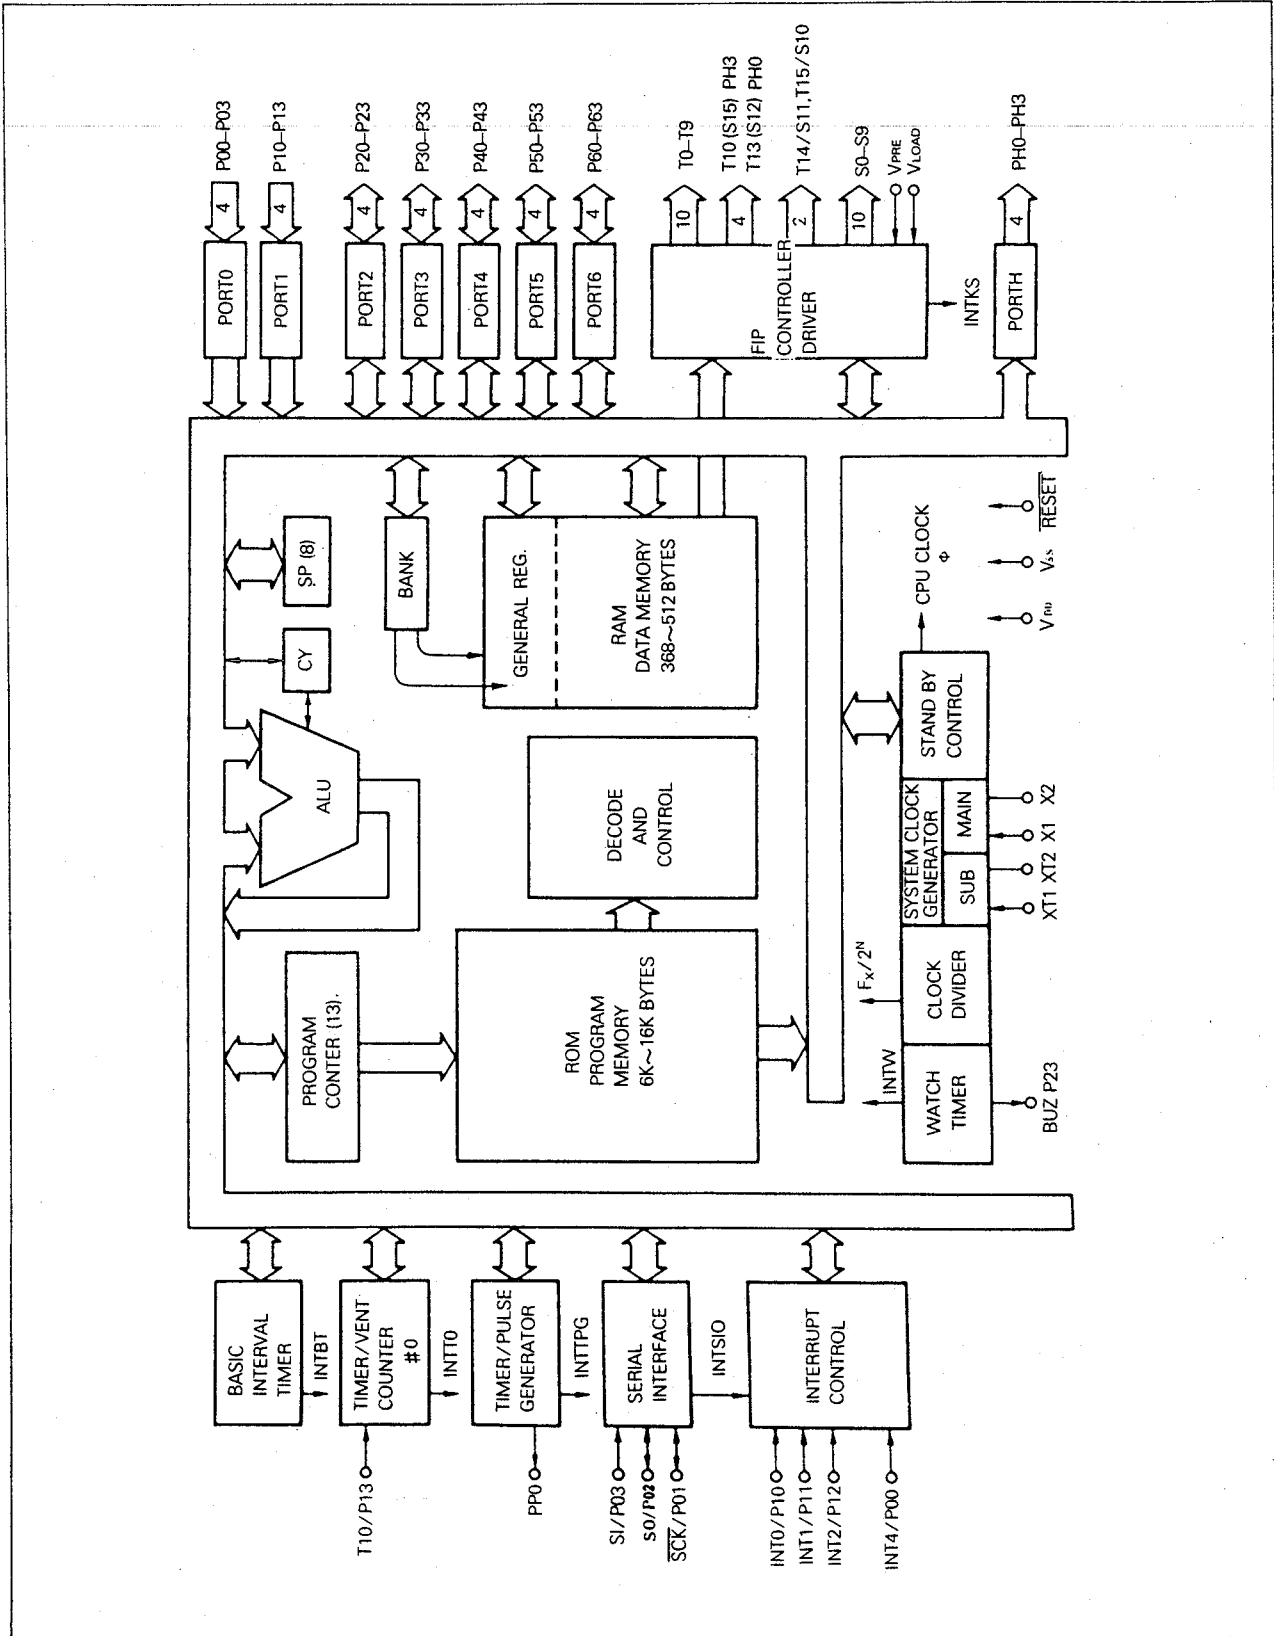 BASIC
INTERVAL
TIMER
INTBT
T10/P13
TIMER/VENT
COUNTER
#0
INTT0
PP0
TIMER/PULSE
GENERATOR
INTTPG
SI/P03
SO/P02
SCK/P01
SERIAL
INTERFACE
INTSIO
INT0/P10
INT1/P11
INT2/P12
INT4/P00
INTERRUPT
CONTROL
PROGRAM
CONTER (13).
ALU
CY
SP (8)
BANK
ROM
PROGRAM
MEMORY
6K~16K BYTES
DECODE
AND
CONTROL
GENERAL REG.
RAM
DATA MEMORY
368~512 BYTES
INTW
WATCH
TIMER
BUZ P23
Fx/2ᴺ
CLOCK
DIVIDER
SYSTEM CLOCK
GENERATOR
SUB
MAIN
XT1 XT2 X1 X2
STAND BY
CONTROL
CPU CLOCK
Φ
VDD
VSS
RESET
PORT0
4
P00–P03
PORT1
4
P10–P13
PORT2
4
P20–P23
PORT3
4
P30–P33
PORT4
4
P40–P43
PORT5
4
P50–P53
PORT6
4
P60–P63
FIP
CONTROLLER
DRIVER
10
T0–T9
4
T10 (S15) PH3
T13 (S12) PH0
2
T14/S11,T15/S10
10
S0–S9
VPRE
VLOAD
INTKS
PORTH
4
PH0–PH3